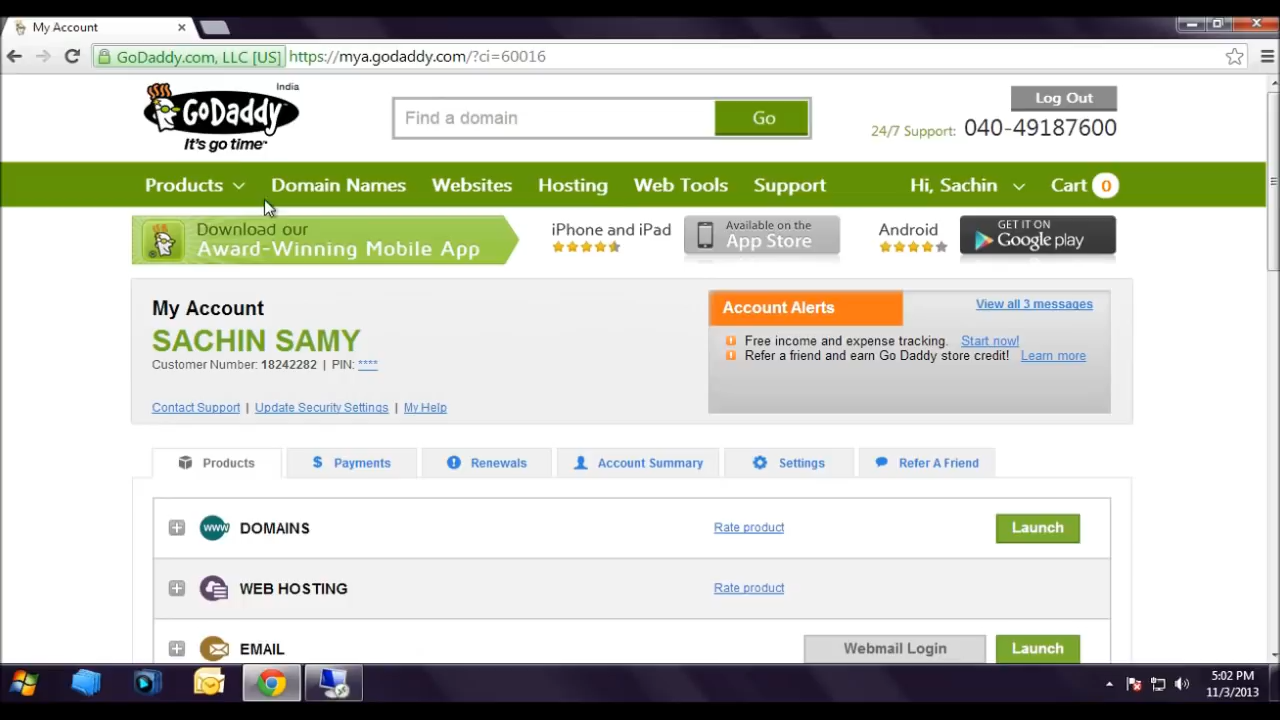 My Account
GoDaddy.com, LLC [US] https://mya.godaddy.com/?ci=60016
India
GoDaddy™
It's go time™
Find a domain
Go
Log Out
24/7 Support: 040-49187600
Products Domain Names Websites Hosting Web Tools Support Hi, Sachin Cart 0
Download our
Award-Winning Mobile App
iPhone and iPad
Available on the
App Store
Android
GET IT ON
Google play
My Account
SACHIN SAMY
Customer Number: 18242282 | PIN: ****
Contact Support | Update Security Settings | My Help
Account Alerts
View all 3 messages
Free income and expense tracking. Start now!
Refer a friend and earn Go Daddy store credit! Learn more
Products $ Payments Renewals Account Summary Settings Refer A Friend
www DOMAINS Rate product Launch
WEB HOSTING Rate product
EMAIL Webmail Login Launch
5:02 PM
11/3/2013